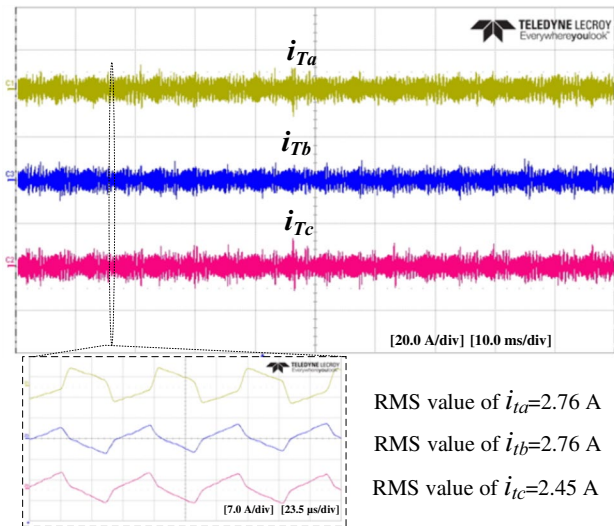 TELEDYNE LECROY
Everywhereyoulook™
iTa
iTb
iTc
[20.0 A/div] [10.0 ms/div]
TELEDYNE LECROY
Everywhereyoulook™
[7.0 A/div] [23.5 µs/div]
RMS value of ita=2.76 A
RMS value of itb=2.76 A
RMS value of itc=2.45 A